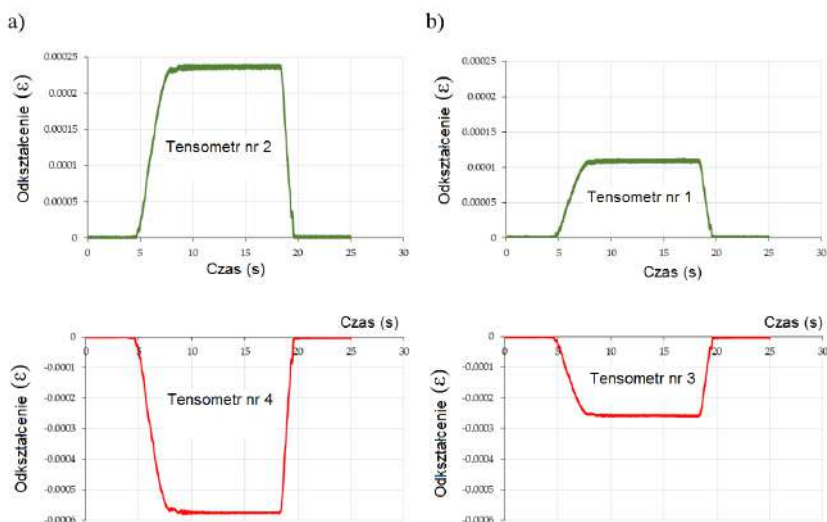 a)
b)
0.00025
0.0002
0.00015
0.0001
0.00005
0
Odkształcenie (ε)
Tensometr nr 2
0 5 10 15 20 25 30
Czas (s)
0.00025
0.0002
0.00015
0.0001
0.00005
0
Odkształcenie (ε)
Tensometr nr 1
0 5 10 15 20 25 30
Czas (s)
Czas (s)
0 5 10 15 20 25 30
0
-0.0001
-0.0002
-0.0003
-0.0004
-0.0005
-0.0006
Odkształcenie (ε)
Tensometr nr 4
Czas (s)
0 5 10 15 20 25 30
0
-0.0001
-0.0002
-0.0003
-0.0004
-0.0005
-0.0006
Odkształcenie (ε)
Tensometr nr 3